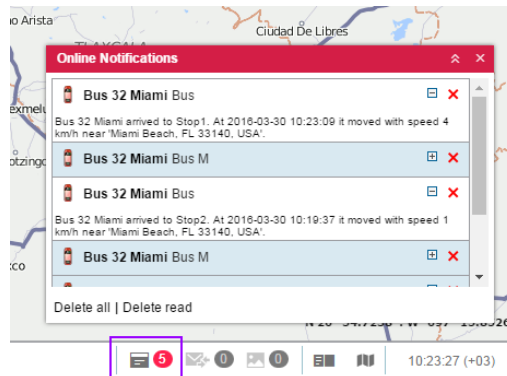 o Arista
TLAXCALA
Ciudad De Libres
Online Notifications
exmelu
otzingo
cco
Bus 32 Miami Bus
Bus 32 Miami arrived to Stop1. At 2016-03-30 10:23:09 it moved with speed 4
km/h near 'Miami Beach, FL 33140, USA'.
Bus 32 Miami Bus M
Bus 32 Miami Bus
Bus 32 Miami arrived to Stop2. At 2016-03-30 10:19:37 it moved with speed 1
km/h near 'Miami Beach, FL 33140, USA'.
Bus 32 Miami Bus M
Delete all | Delete read
5
0
0
10:23:27 (+03)